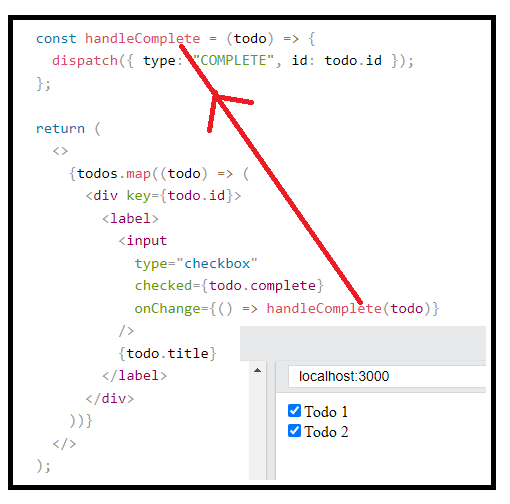 const handleComplete = (todo) => {
dispatch({ type: "COMPLETE", id: todo.id });
};
return (
<>
{todos.map((todo) => (
<div key={todo.id}>
<label>
<input
type="checkbox"
checked={todo.complete}
onChange={() => handleComplete(todo)}
/>
{todo.title}
</label>
</div>
))}
</>
);
localhost:3000
Todo 1
Todo 2